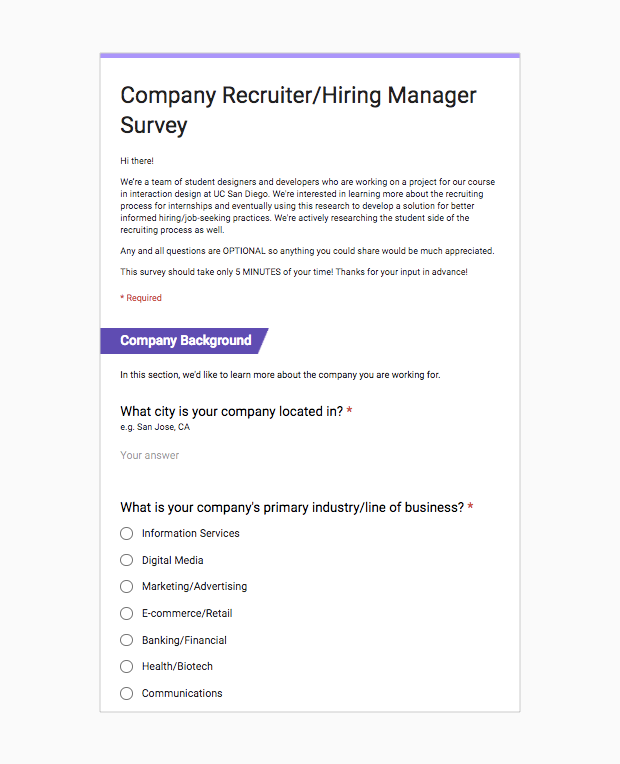 Company Recruiter/Hiring Manager
Survey
Hi there!
We're a team of student designers and developers who are working on a project for our course
in interaction design at UC San Diego. We're interested in learning more about the recruiting
process for internships and eventually using this research to develop a solution for better
informed hiring/job-seeking practices. We're actively researching the student side of the
recruiting process as well.
Any and all questions are OPTIONAL so anything you could share would be much appreciated.
This survey should take only 5 MINUTES of your time! Thanks for your input in advance!
* Required
Company Background
In this section, we'd like to learn more about the company you are working for.
What city is your company located in? *
e.g. San Jose, CA
Your answer
What is your company's primary industry/line of business? *
Information Services
Digital Media
Marketing/Advertising
E-commerce/Retail
Banking/Financial
Health/Biotech
Communications